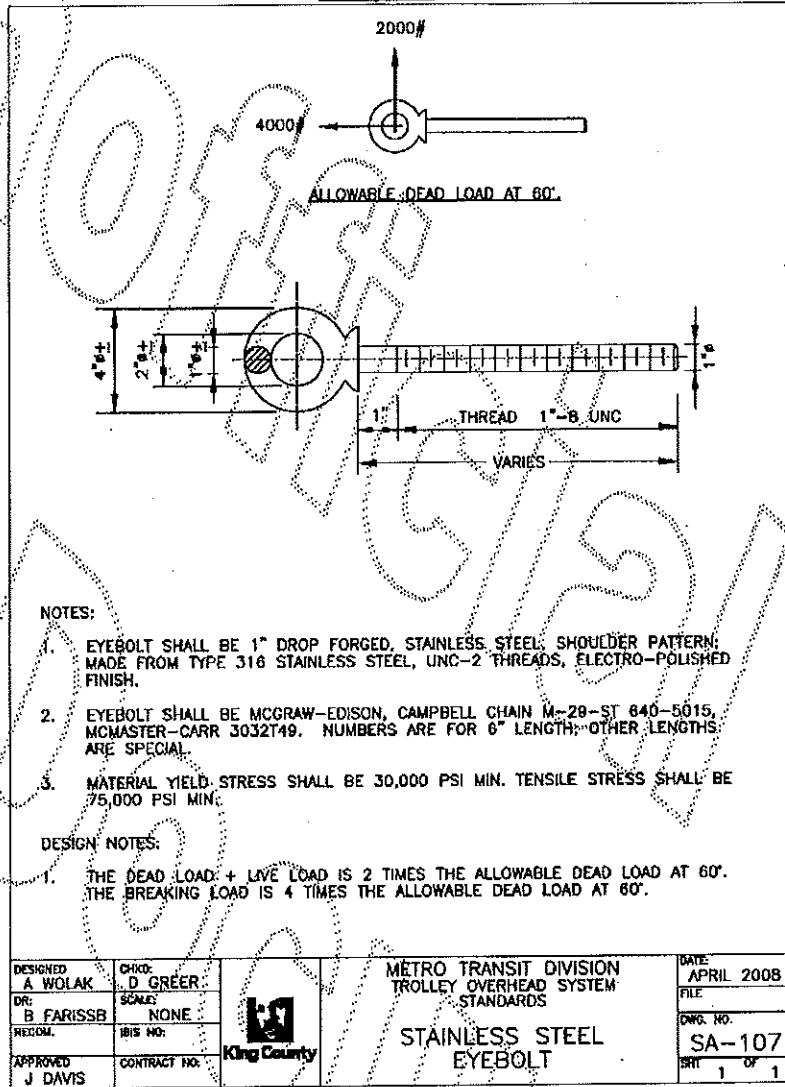 2000#
4000#
ALLOWABLE DEAD LOAD AT 60°.
4"ø±
2"ø±
1"ø±
1"ø
1"
THREAD 1"-8 UNC
VARIES
NOTES:
1. EYEBOLT SHALL BE 1" DROP FORGED, STAINLESS STEEL, SHOULDER PATTERN;
MADE FROM TYPE 316 STAINLESS STEEL, UNC-2 THREADS, ELECTRO-POLISHED
FINISH.
2. EYEBOLT SHALL BE MCGRAW-EDISON, CAMPBELL CHAIN M-29-ST 640-5015,
MCMASTER-CARR 3032T49. NUMBERS ARE FOR 6" LENGTH; OTHER LENGTHS
ARE SPECIAL.
3. MATERIAL YIELD STRESS SHALL BE 30,000 PSI MIN. TENSILE STRESS SHALL BE
75,000 PSI MIN.
DESIGN NOTES:
1. THE DEAD LOAD + LIVE LOAD IS 2 TIMES THE ALLOWABLE DEAD LOAD AT 60°.
THE BREAKING LOAD IS 4 TIMES THE ALLOWABLE DEAD LOAD AT 60°.
DESIGNED
A WOLAK
CHKD:
D GREER
DR:
B FARISSB
SCALE:
NONE
RECOM.
IBIS NO:
APPROVED
J DAVIS
CONTRACT NO:
King County
METRO TRANSIT DIVISION
TROLLEY OVERHEAD SYSTEM
STANDARDS
STAINLESS STEEL
EYEBOLT
DATE:
APRIL 2008
FILE
DWG. NO.
SA-107
SHT 1 OF 1